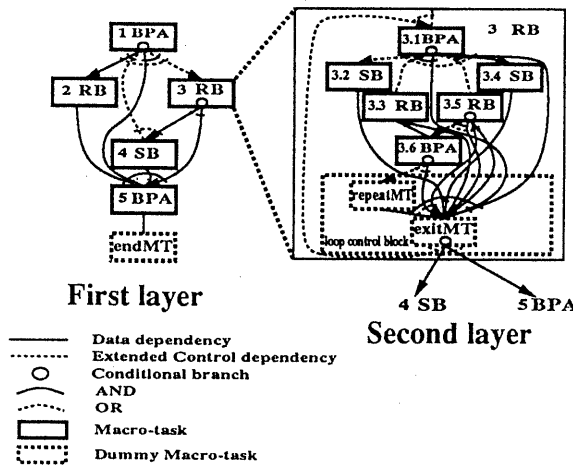 1 BPA
2 RB
3 RB
4 SB
5 BPA
endMT
First layer
3 RB
3.1BPA
3.2 SB
3.4 SB
3.3 RB
3.5 RB
3.6 BPA
repeatMT
exitMT
loop control block
4 SB
5 BPA
Second layer
Data dependency
Extended Control dependency
Conditional branch
AND
OR
Macro-task
Dummy Macro-task